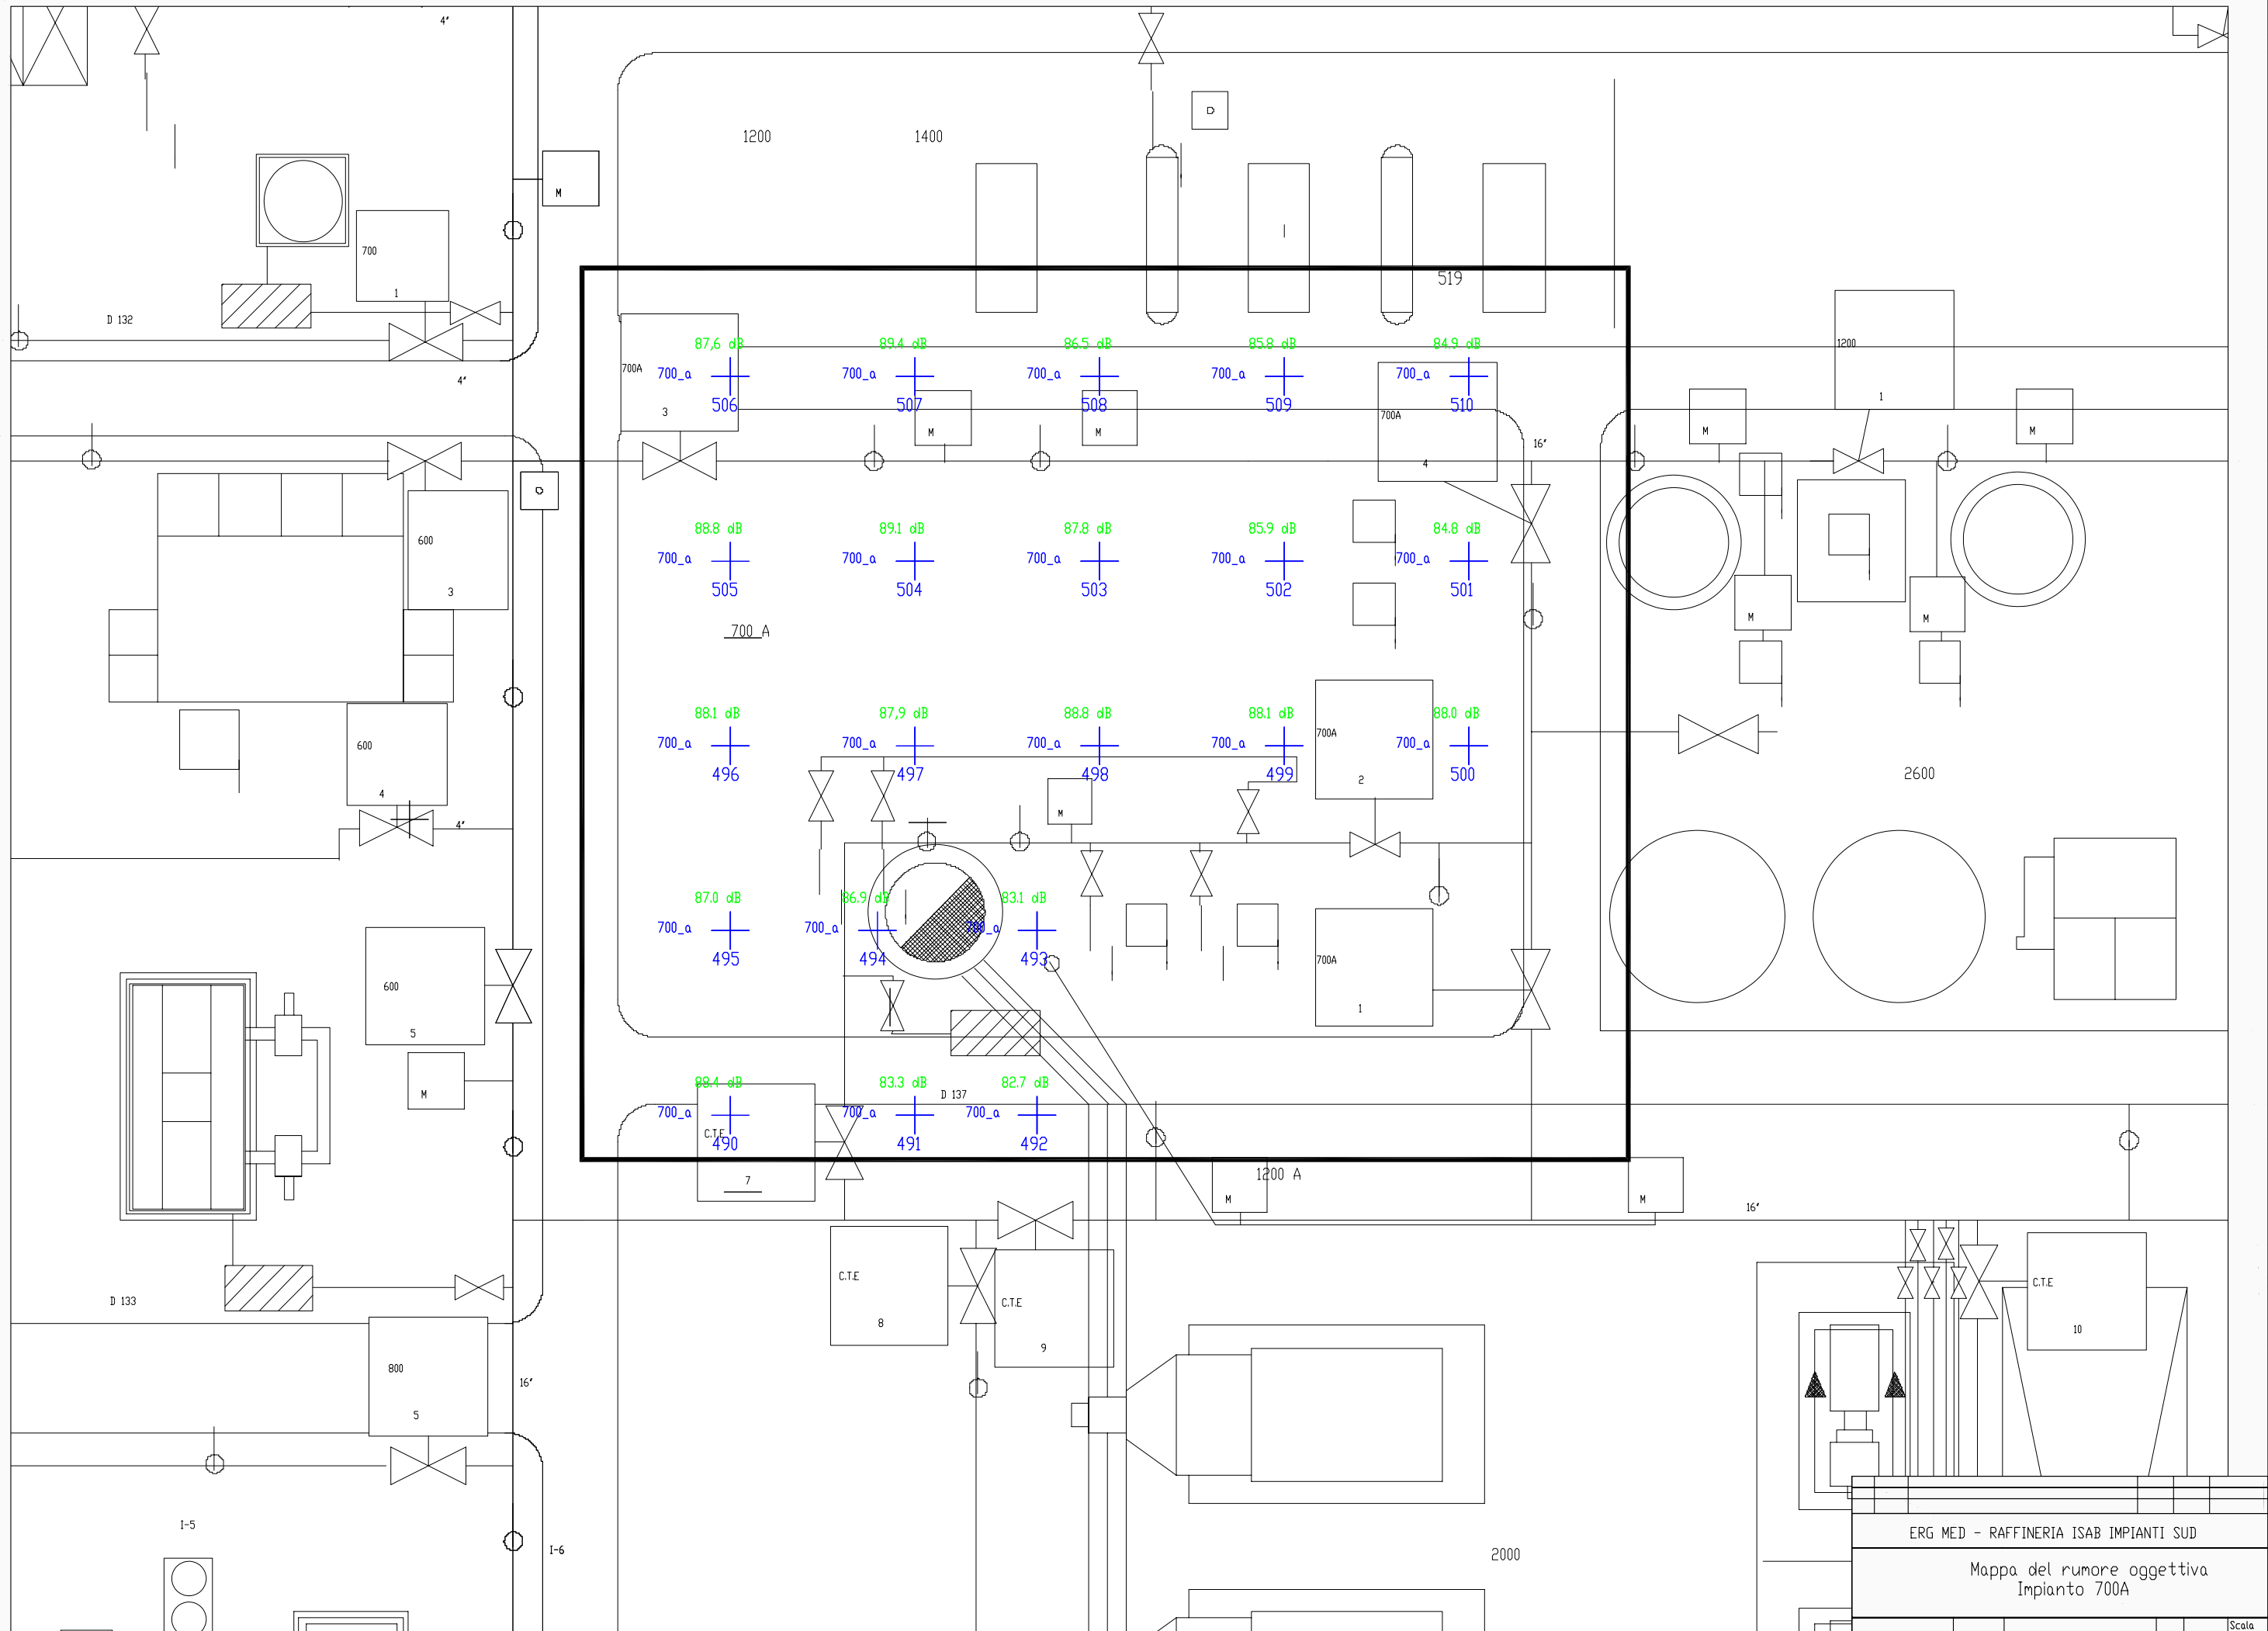 4"
D
1200 1400
M
700
1
D 132
519
87,6 dB 89.4 dB 86.5 dB 85.8 dB 84.9 dB
700A
700_a 700_a 700_a 700_a 700_a
1200
4"
3
506 507 508 509 510
1
700A
M M M M
16"
4
88.8 dB 89.1 dB 87.8 dB 85.9 dB 84.8 dB
600
700_a 700_a 700_a 700_a 700_a
505 504 503 502 501
3
M M
700 A
88.1 dB 87,9 dB 88.8 dB 88.1 dB 88.0 dB
700_a 700_a 700_a 700_a 700_a
600
700A
496 497 498 499 500
2600
2
4
M
4"
87.0 dB 86.9 dB 83.1 dB
700_a 700_a 700_a
495 494 493
700A
600
1
5
88.4 dB 83.3 dB 82.7 dB
M
D 137
700_a 700_a 700_a
C.T.E
490 491 492
7
1200 A
M M
16"
C.T.E
C.T.E
C.T.E
D 133
8
9
10
800
16"
5
I-5
I-6
2000
ERG MED - RAFFINERIA ISAB IMPIANTI SUD
Mappa del rumore oggettiva
Impianto 700A
Scala